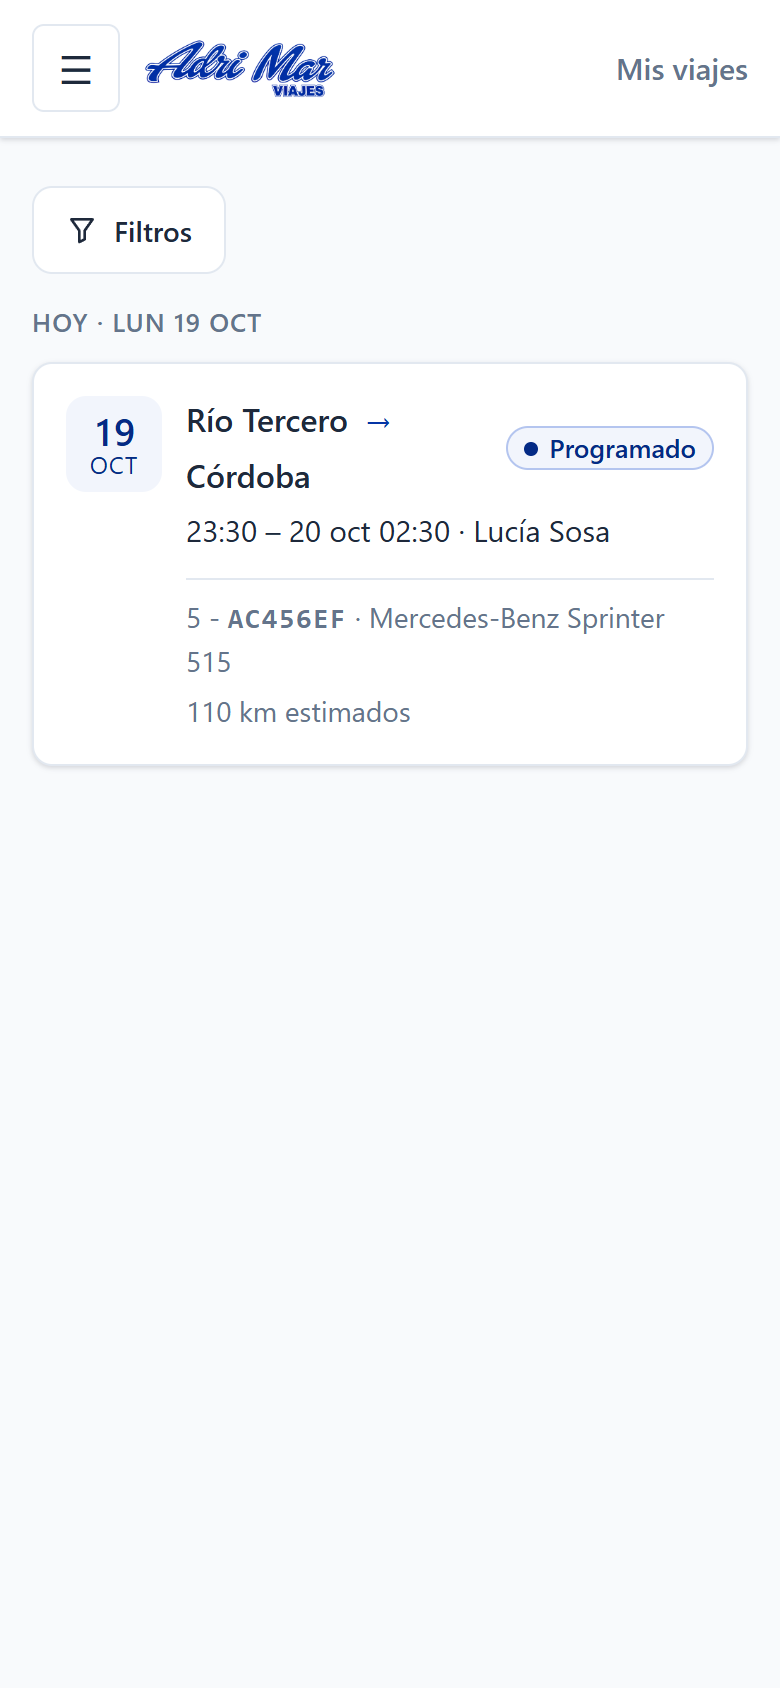 Adri Mar
VIAJES
Mis viajes
Filtros
HOY · LUN 19 OCT
19
OCT
Río Tercero →
Córdoba
Programado
23:30 – 20 oct 02:30 · Lucía Sosa
5 - AC456EF · Mercedes-Benz Sprinter
515
110 km estimados